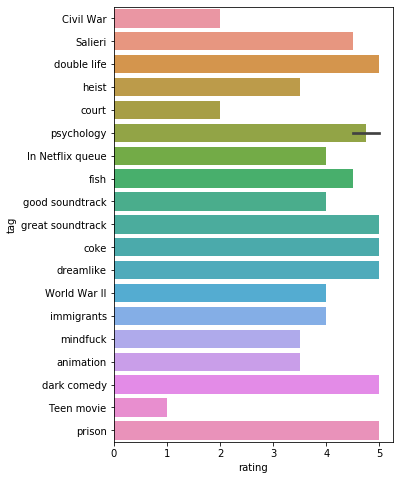 Civil War
Salieri
double life
heist
court
psychology
In Netflix queue
fish
good soundtrack
great soundtrack
coke
dreamlike
World War II
immigrants
mindfuck
animation
dark comedy
Teen movie
prison
tag
0 1 2 3 4 5
rating